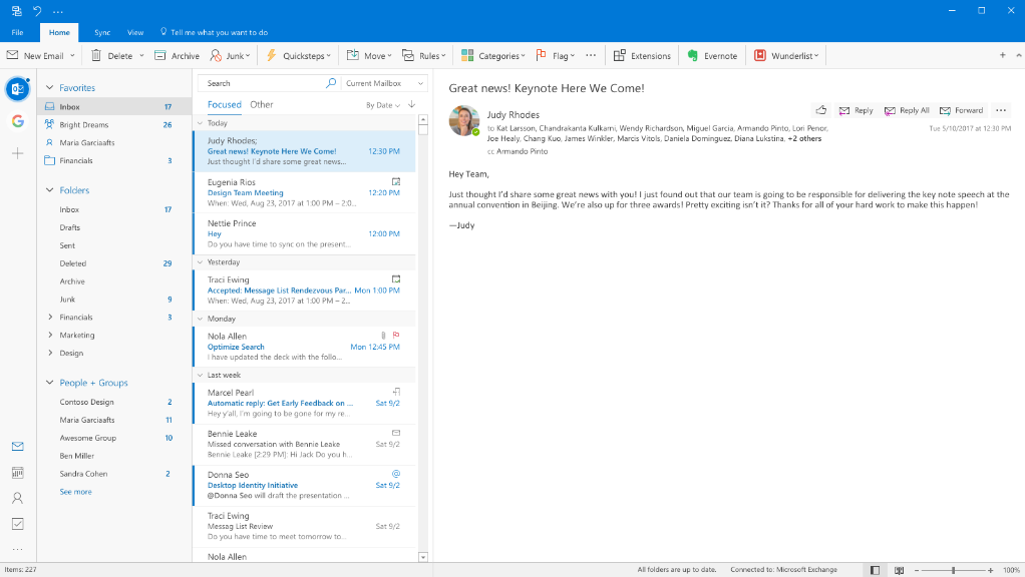 File Home Sync View Tell me what you want to do
New Email Delete Archive Junk Quicksteps Move Rules Categories Flag Extensions Evernote Wunderlist
Favorites
Inbox 17
Bright Dreams 26
Maria Garciaafts
Financials 3
Folders
Inbox 17
Drafts
Sent
Deleted 29
Archive
Junk 9
Financials 3
Marketing
Design
People + Groups
Contoso Design 2
Maria Garciaafts 11
Awesome Group 10
Ben Miller
Sandra Cohen 2
See more
Search Current Mailbox
Focused Other By Date
Today
Judy Rhodes;
Great news! Keynote Here We Come! 12:30 PM
Just thought I'd share some great news...
Eugenia Rios
Design Team Meeting 12:20 PM
When: Wed, Aug 23, 2017 at 1:00 PM – 2:0...
Nettie Prince
Hey 12:00 PM
Do you have time to sync on the present...
Yesterday
Traci Ewing
Accepted: Message List Rendezvous Par... Mon 1:00 PM
When: Wed, Aug 23, 2017 at 1:00 PM – 2...
Monday
Nola Allen
Optimize Search Mon 12:45 PM
I have updated the deck with the follo...
Last week
Marcel Pearl
Automatic reply: Get Early Feedback on ... Sat 9/2
Hey y'all, I'm going to be gone for my re...
Bennie Leake
Missed conversation with Bennie Leake Sat 9/2
Bennie Leake [2:29 PM]: Hi Jack Do you h...
Donna Seo
Desktop Identity Initiative Sat 9/2
@Donna Seo will draft the presentation ...
Traci Ewing
Messag List Review Sat 9/2
Do you have time to meet tomorrow to...
Nola Allen
Great news! Keynote Here We Come!
Judy Rhodes Reply Reply All Forward
to Kat Larsson, Chandrakanta Kulkarni, Wendy Richardson, Miguel Garcia, Armando Pinto, Lori Penor, Tue 5/10/2017 at 12:30 PM
Joe Healy, Chang Kuo, James Winkler, Marcis Vitols, Daniela Dominguez, Diana Lukstina, +2 others
cc Armando Pinto
Hey Team,
Just thought I'd share some great news with you! I just found out that our team is going to be responsible for delivering the key note speech at the
annual convention in Beijing. We're also up for three awards! Pretty exciting isn't it? Thanks for all of your hard work to make this happen!
—Judy
Items: 227 All folders are up to date. Connected to: Microsoft Exchange 100%